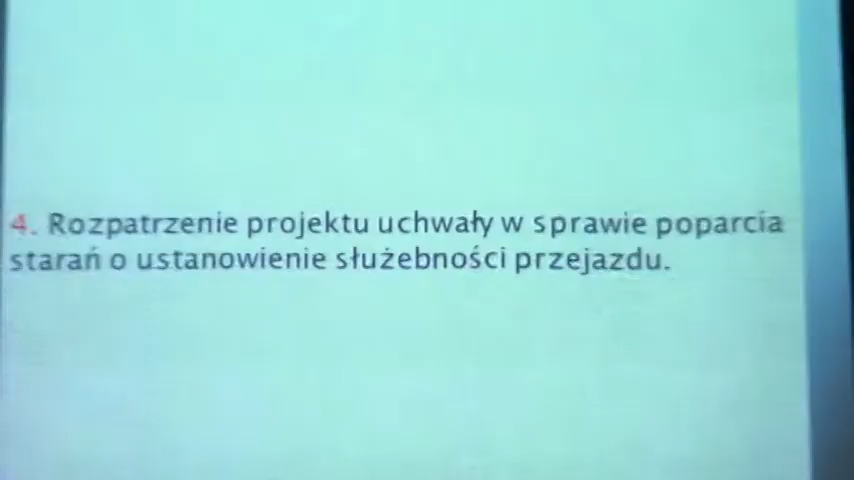 4. Rozpatrzenie projektu uchwały w sprawie poparcia
starań o ustanowienie służebności przejazdu.